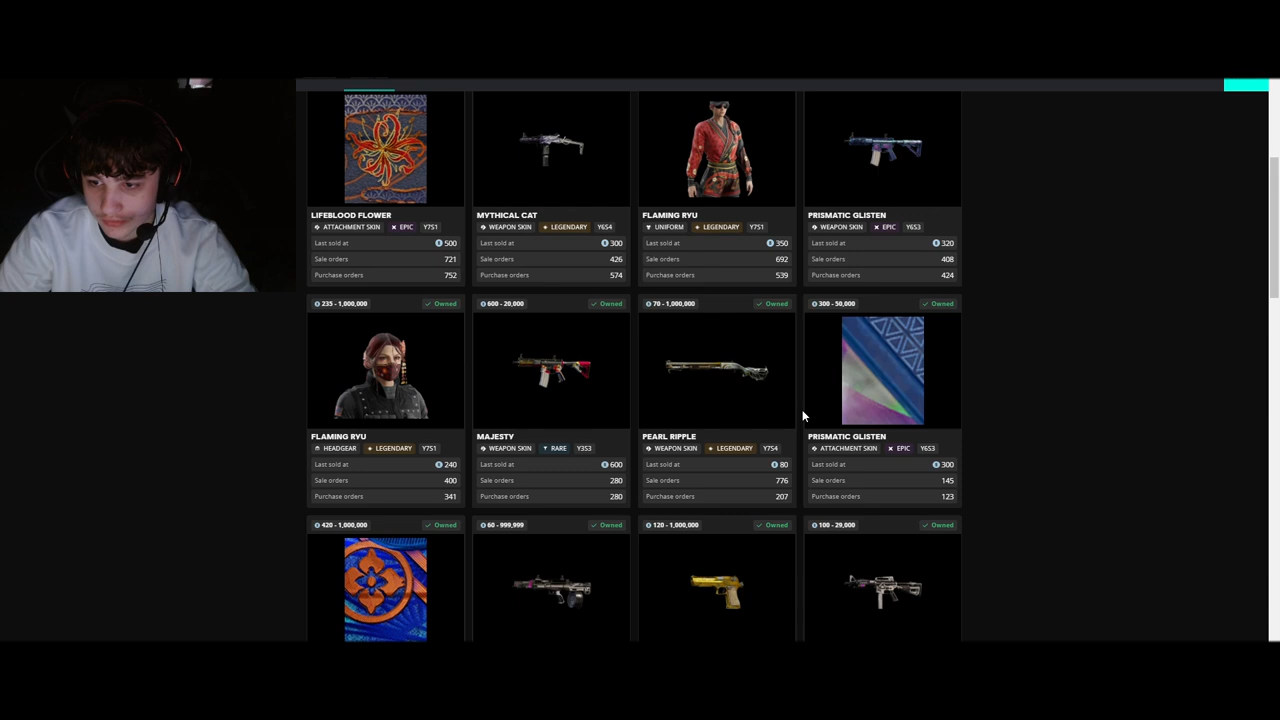 LIFEBLOOD FLOWER
ATTACHMENT SKIN EPIC Y7S1
Last sold at 500
Sale orders 721
Purchase orders 752
MYTHICAL CAT
WEAPON SKIN LEGENDARY Y6S4
Last sold at 300
Sale orders 426
Purchase orders 574
FLAMING RYU
UNIFORM LEGENDARY Y7S1
Last sold at 350
Sale orders 692
Purchase orders 539
PRISMATIC GLISTEN
WEAPON SKIN EPIC Y6S3
Last sold at 320
Sale orders 408
Purchase orders 424
235 - 1,000,000 Owned
FLAMING RYU
HEADGEAR LEGENDARY Y7S1
Last sold at 240
Sale orders 400
Purchase orders 341
600 - 20,000 Owned
MAJESTY
WEAPON SKIN RARE Y3S3
Last sold at 600
Sale orders 280
Purchase orders 280
70 - 1,000,000 Owned
PEARL RIPPLE
WEAPON SKIN LEGENDARY Y7S4
Last sold at 80
Sale orders 776
Purchase orders 207
300 - 50,000 Owned
PRISMATIC GLISTEN
ATTACHMENT SKIN EPIC Y6S3
Last sold at 300
Sale orders 145
Purchase orders 123
420 - 1,000,000 Owned
60 - 999,999 Owned
120 - 1,000,000 Owned
100 - 29,000 Owned